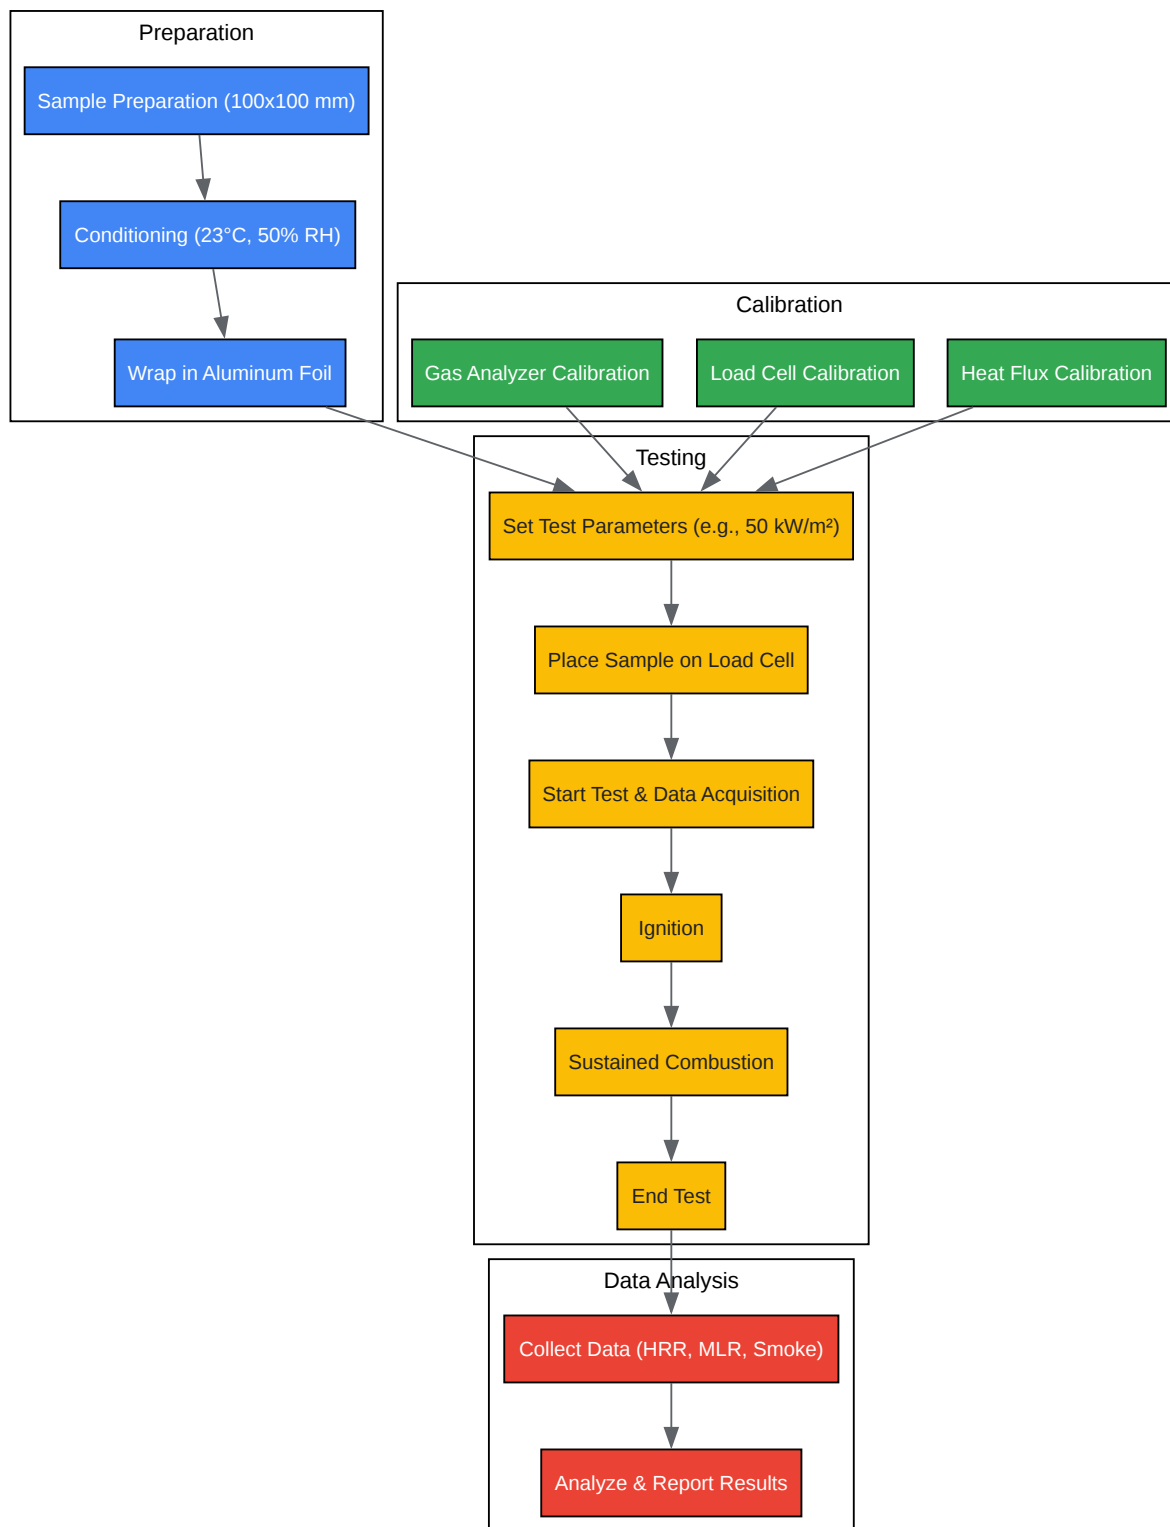 Preparation
Sample Preparation (100x100 mm)
Conditioning (23°C, 50% RH)
Wrap in Aluminum Foil
Calibration
Gas Analyzer Calibration
Load Cell Calibration
Heat Flux Calibration
Testing
Set Test Parameters (e.g., 50 kW/m²)
Place Sample on Load Cell
Start Test & Data Acquisition
Ignition
Sustained Combustion
End Test
Data Analysis
Collect Data (HRR, MLR, Smoke)
Analyze & Report Results